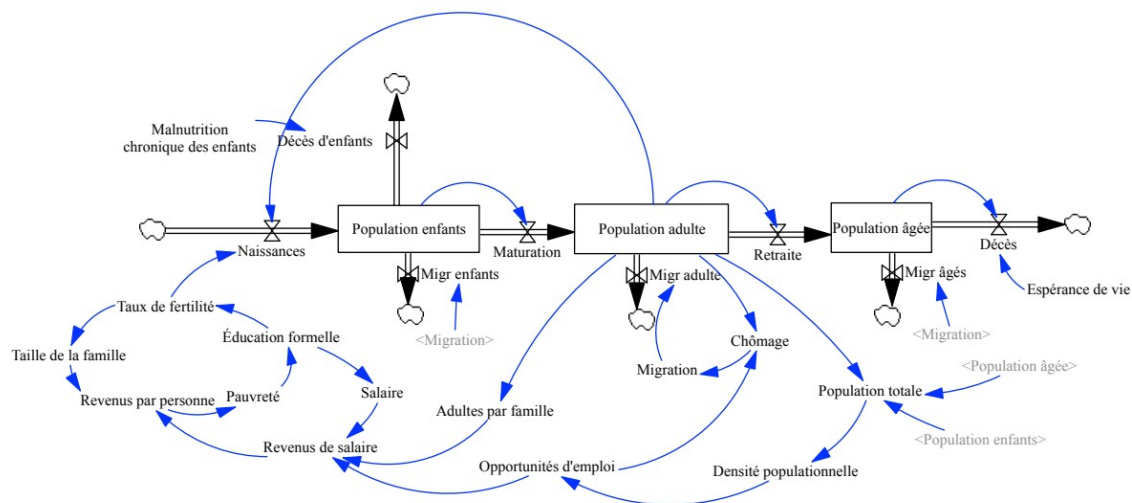 Malnutrition
chronique des enfants
Décès d'enfants
Population enfants
Population adulte
Population âgée
Naissances
Maturation
Retraite
Décès
Migr enfants
Migr adulte
Migr âgés
Espérance de vie
Taux de fertilité
Éducation formelle
<Migration>
Chômage
<Migration>
Taille de la famille
Migration
<Population âgée>
Revenus par personne
Pauvreté
Salaire
Adultes par famille
Population totale
<Population enfants>
Revenus de salaire
Opportunités d'emploi
Densité populationnelle